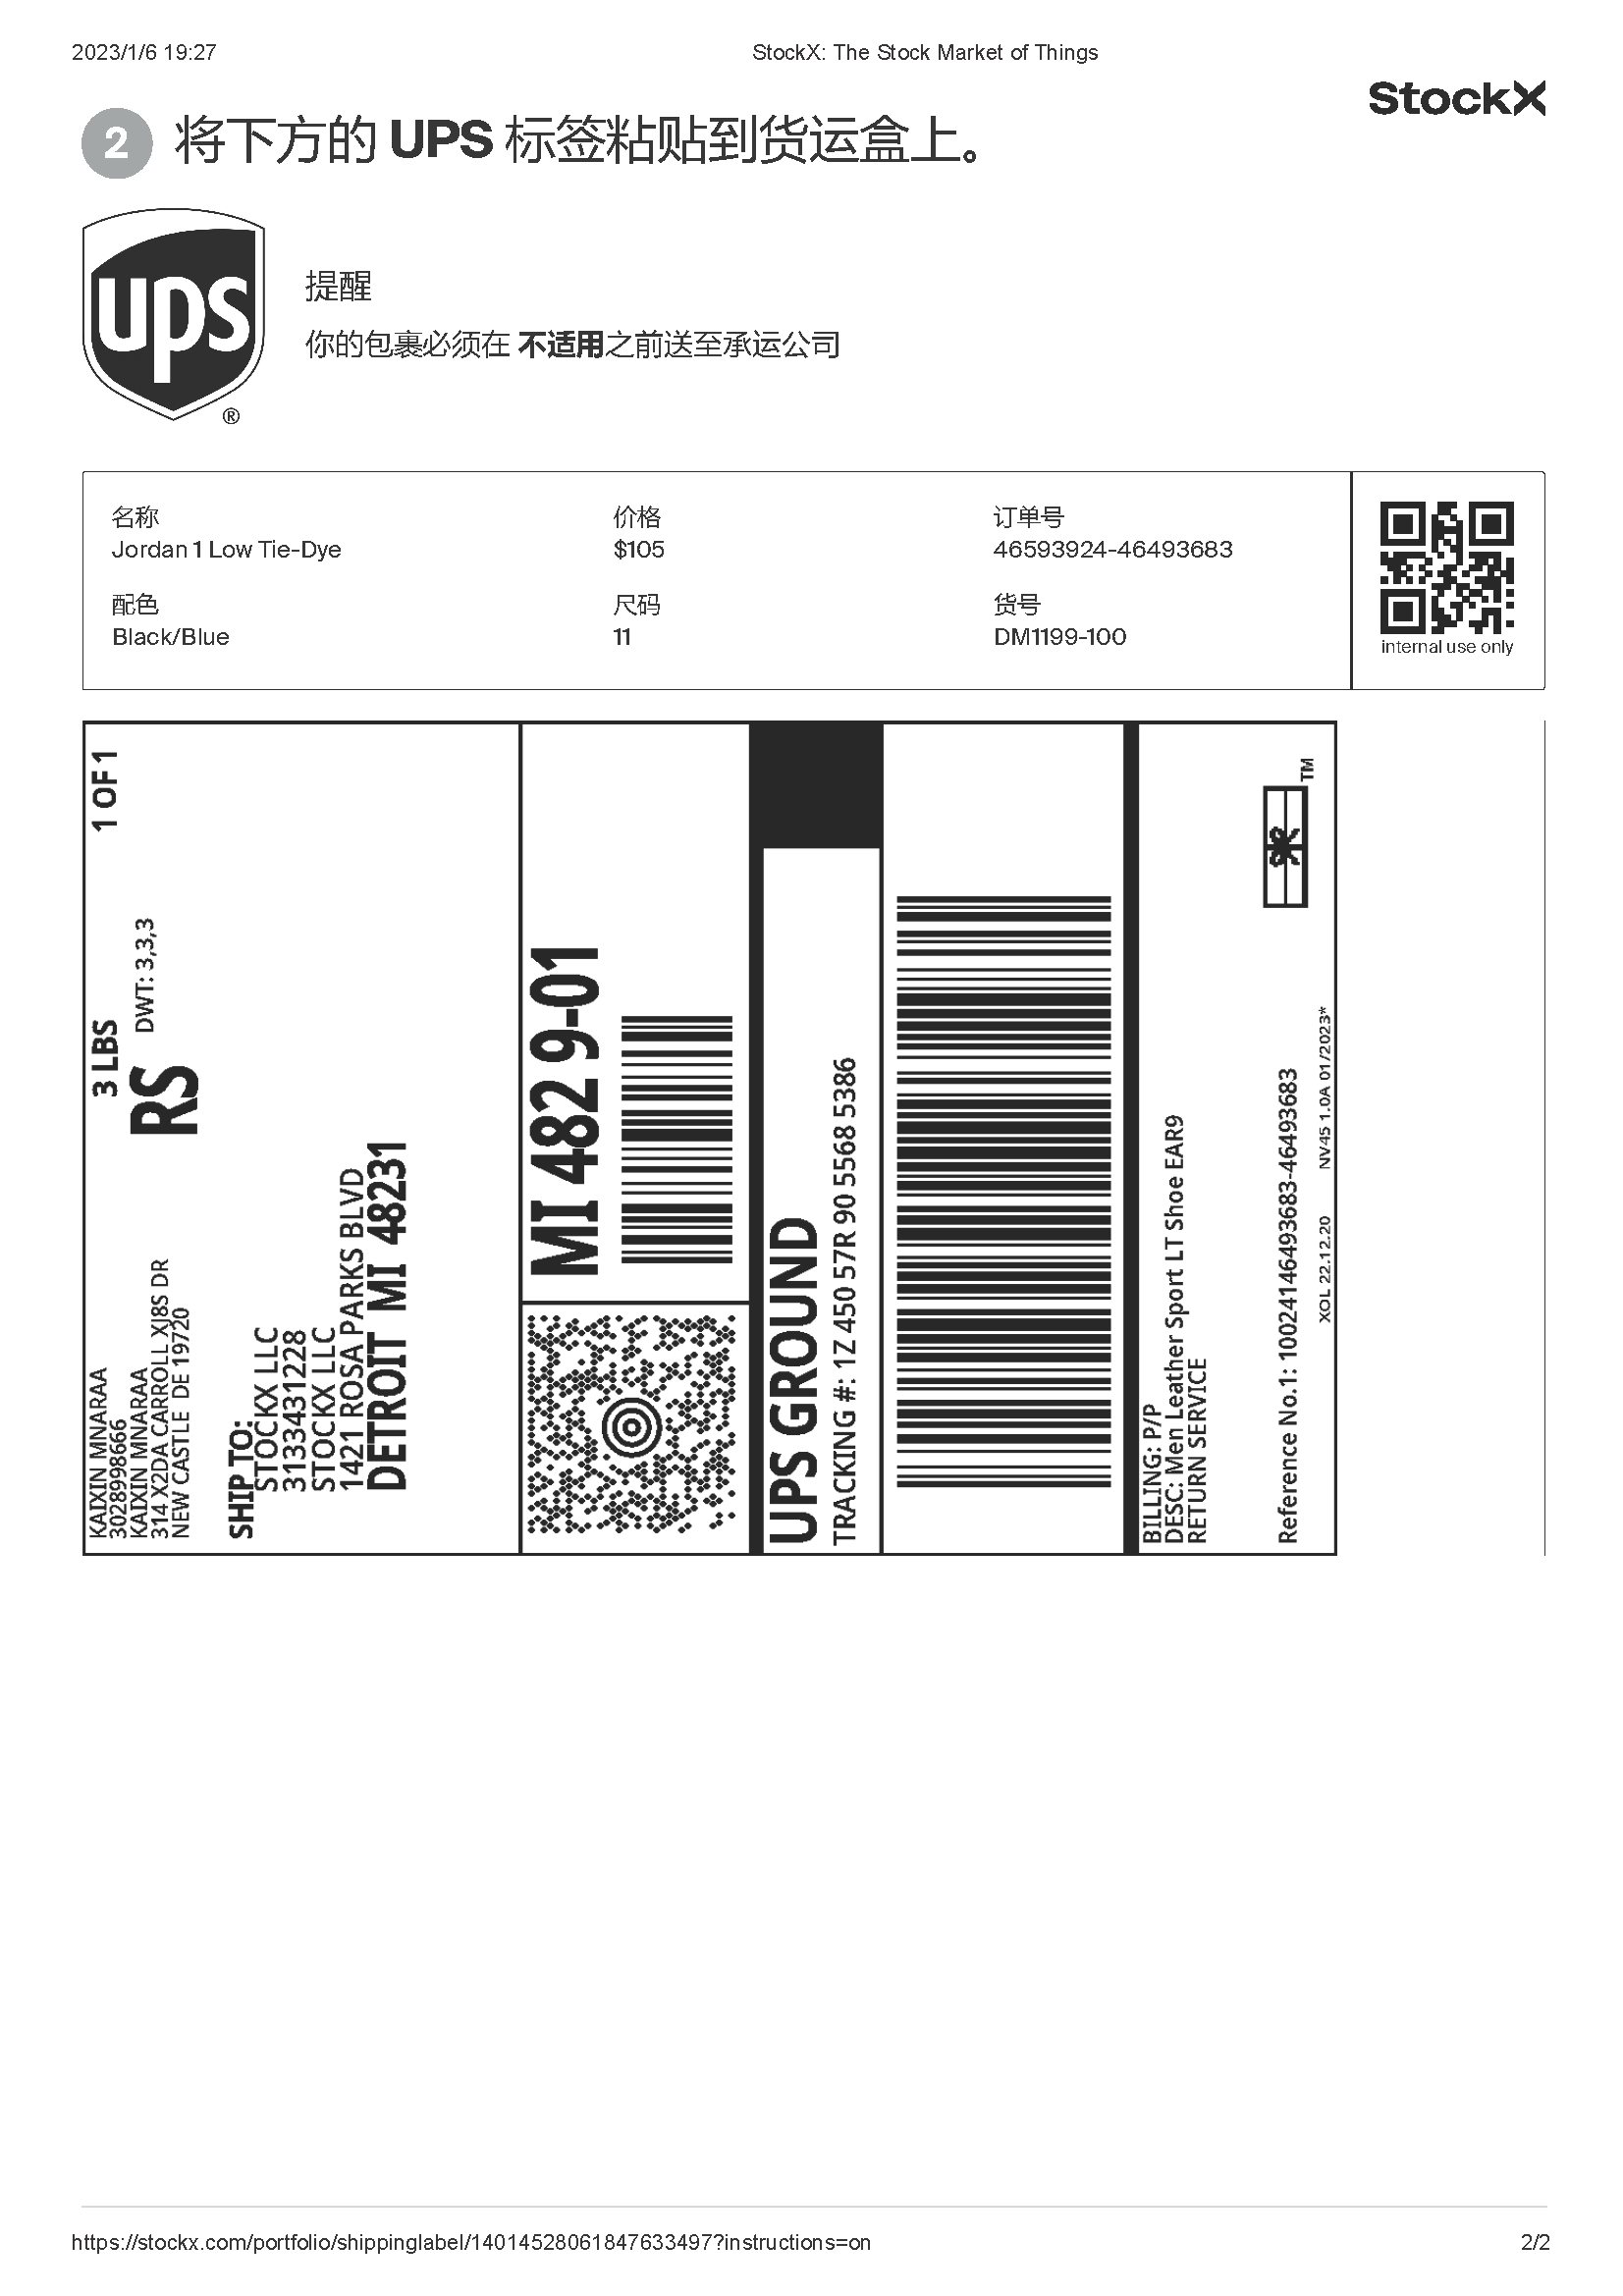 2023/1/6 19:27
StockX: The Stock Market of Things
StockX
2 将下方的 UPS 标签粘贴到货运盒上。
ups
®
提醒
你的包裹必须在 不适用之前送至承运公司
名称
Jordan 1 Low Tie-Dye
价格
$105
订单号
46593924-46493683
配色
Black/Blue
尺码
11
货号
DM1199-100
internal use only
KAIXIN MNARAA
3028998666
KAIXIN MNARAA
314 X2DA CARROLL XJ8S DR
NEW CASTLE DE 19720
3 LBS
1 OF 1
RS
DWT: 3,3,3
SHIP TO:
STOCKX LLC
3133431228
STOCKX LLC
1421 ROSA PARKS BLVD
DETROIT MI 48231
MI 482 9-01
UPS GROUND
TRACKING #: 1Z 450 57R 90 5568 5386
BILLING: P/P
DESC: Men Leather Sport LT Shoe EAR9
RETURN SERVICE
Reference No.1: 1002414646493683-46493683
XOL 22.12.20 NV45 1.0A 01/2023*
TM
https://stockx.com/portfolio/shippinglabel/14014528061847633497?instructions=on
2/2